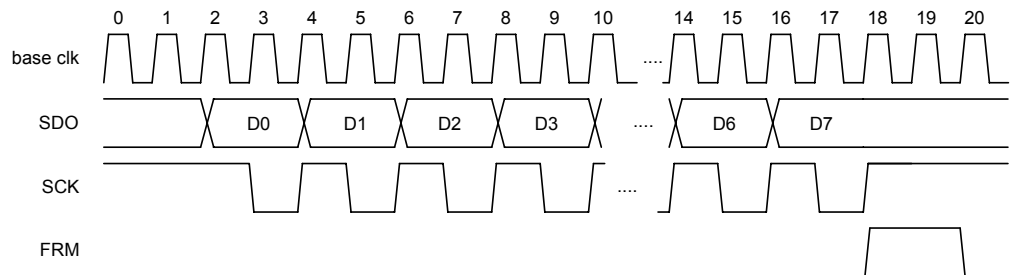 0 1 2 3 4 5 6 7 8 10 14 15 16 17 18 19 20
base clk ....
SDO D0 D1 D2 D3 .... D6 D7
SCK ....
FRM